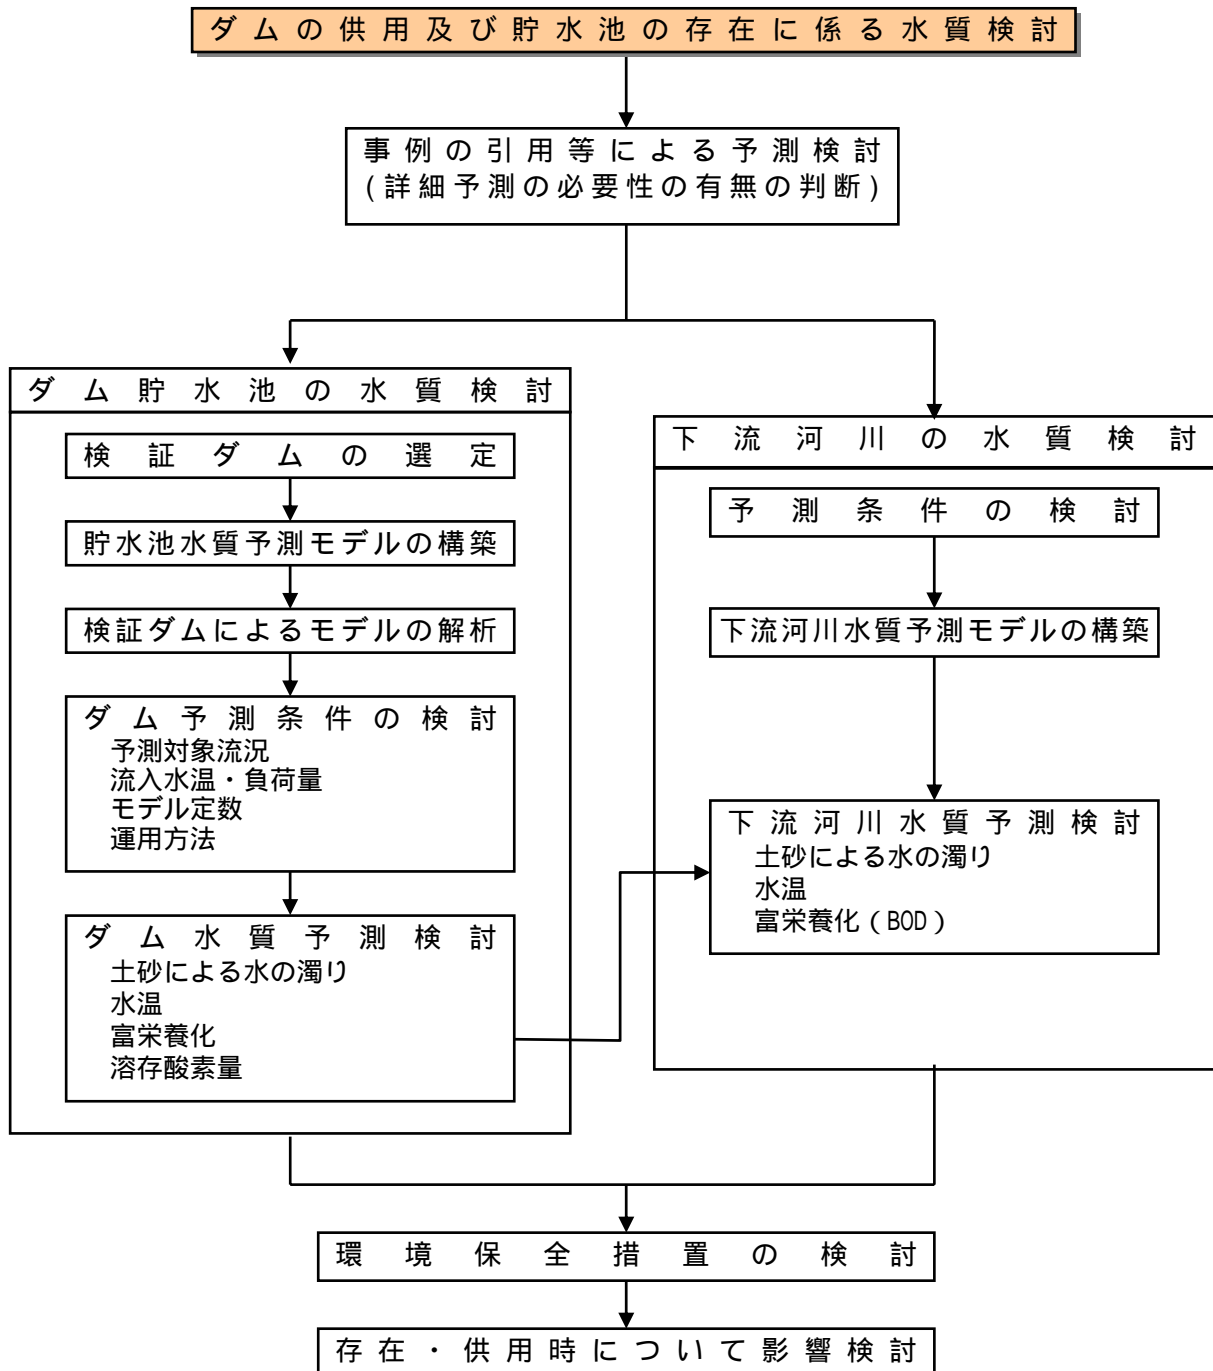 ダムの供用及び貯水池の存在に係る水質検討
事例の引用等による予測検討
(詳細予測の必要性の有無の判断)
ダム貯水池の水質検討
検証ダムの選定
貯水池水質予測モデルの構築
検証ダムによるモデルの解析
ダム予測条件の検討
予測対象流況
流入水温・負荷量
モデル定数
運用方法
ダム水質予測検討
土砂による水の濁り
水温
富栄養化
溶存酸素量
下流河川の水質検討
予測条件の検討
下流河川水質予測モデルの構築
下流河川水質予測検討
土砂による水の濁り
水温
富栄養化(BOD)
環境保全措置の検討
存在・供用時について影響検討